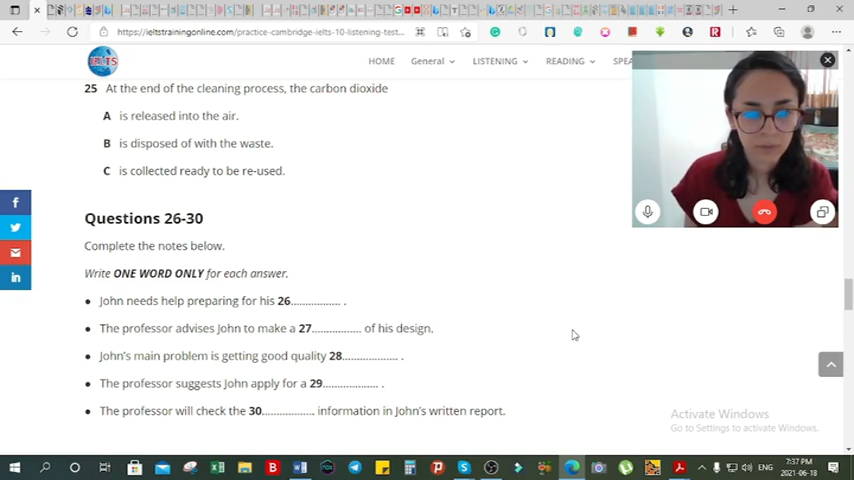 https://ieltstrainingonline.com/practice-cambridge-ielts-10-listening-test...
IELTS
HOME General LISTENING READING SPEA
25 At the end of the cleaning process, the carbon dioxide
A is released into the air.
B is disposed of with the waste.
C is collected ready to be re-used.
Questions 26-30
Complete the notes below.
Write ONE WORD ONLY for each answer.
John needs help preparing for his 26................. .
The professor advises John to make a 27................. of his design.
John's main problem is getting good quality 28................... .
The professor suggests John apply for a 29................... .
The professor will check the 30.................. information in John's written report.
Activate Windows
Go to Settings to activate Windows.
ENG
7:37 PM
2021-06-18